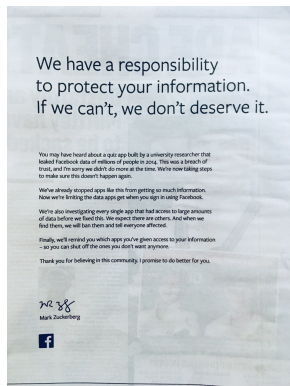 We have a responsibility
to protect your information.
If we can't, we don't deserve it.
You may have heard about a quiz app built by a university researcher that
leaked Facebook data of millions of people in 2014. This was a breach of
trust, and I'm sorry we didn't do more at the time. We're now taking steps
to make sure this doesn't happen again.
We've already stopped apps like this from getting so much information.
Now we're limiting the data apps get when you sign in using Facebook.
We're also investigating every single app that had access to large amounts
of data before we fixed this. We expect there are others. And when we
find them, we will ban them and tell everyone affected.
Finally, we'll remind you which apps you've given access to your information
– so you can shut off the ones you don't want anymore.
Thank you for believing in this community. I promise to do better for you.
Mark Zuckerberg
f